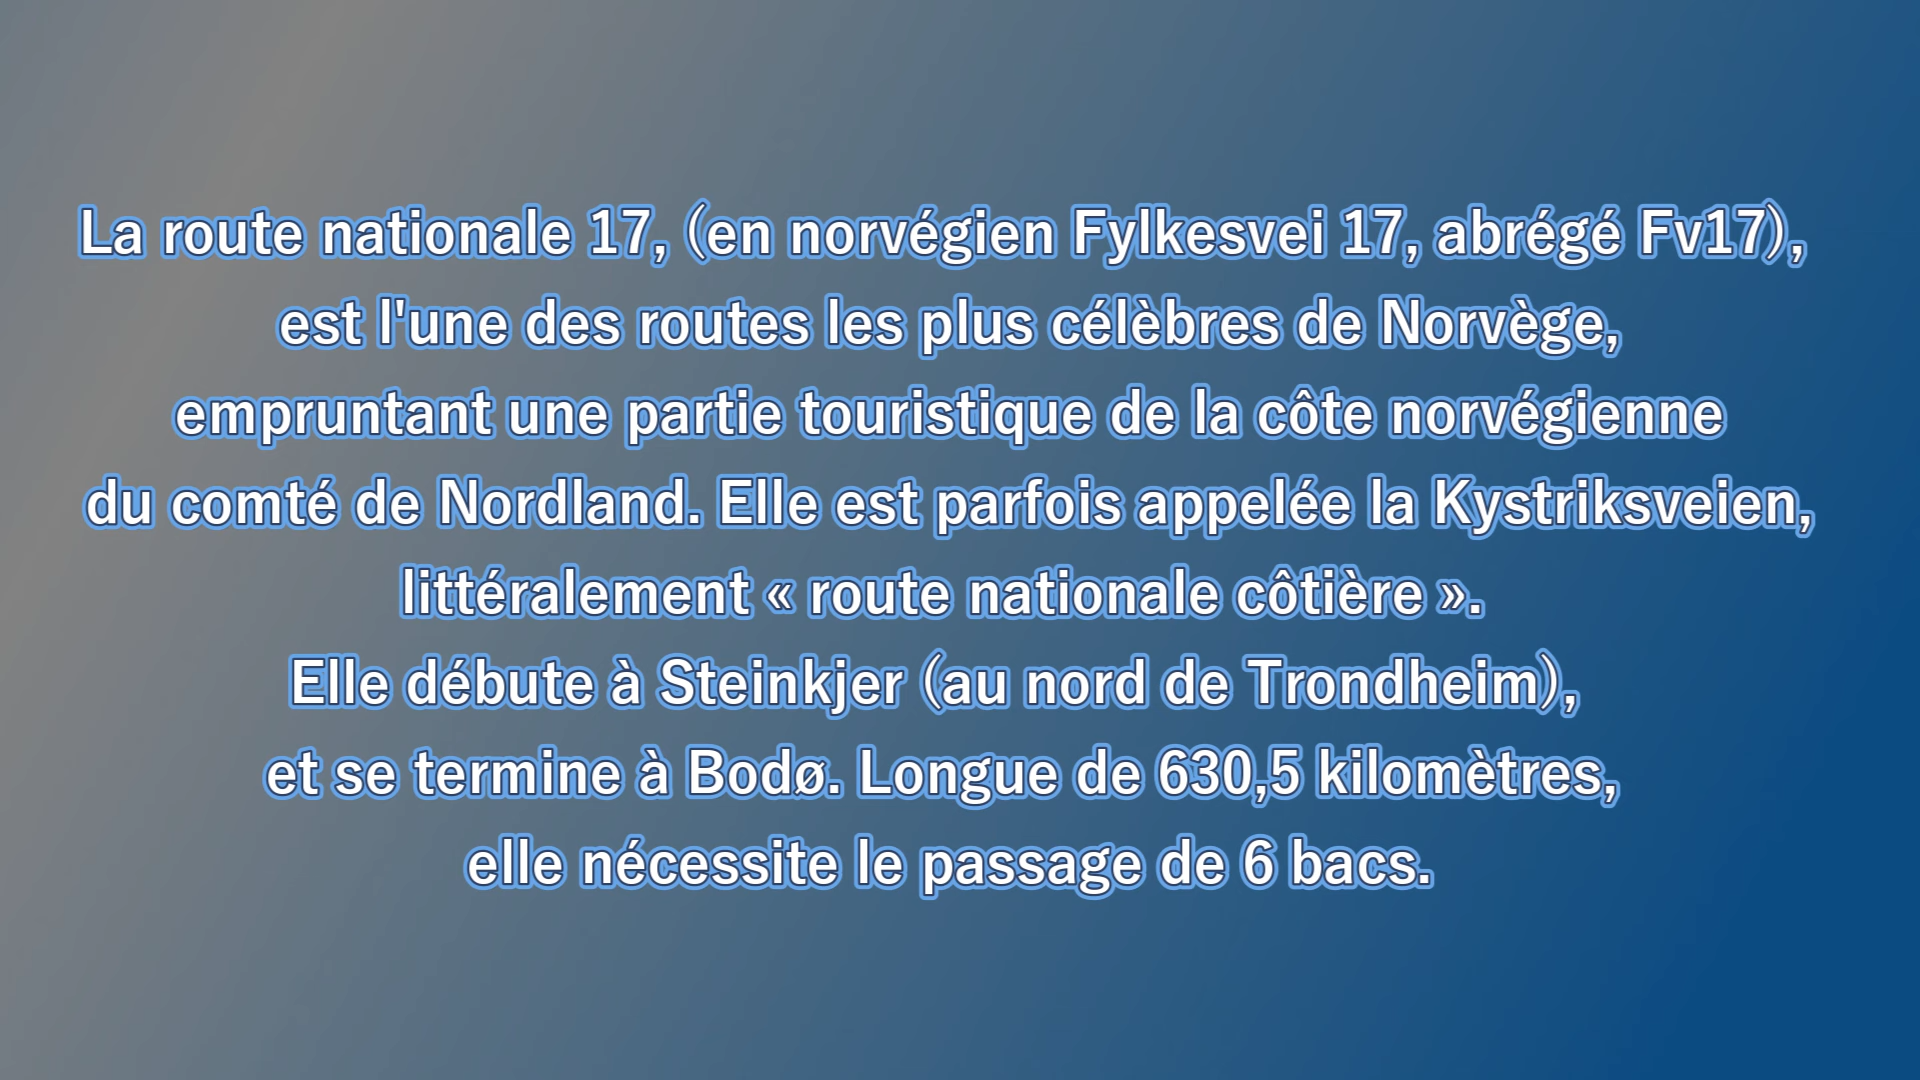 La route nationale 17, (en norvégien Fylkesvei 17, abrégé Fv17),
est l'une des routes les plus célèbres de Norvège,
empruntant une partie touristique de la côte norvégienne
du comté de Nordland. Elle est parfois appelée la Kystriksveien,
littéralement « route nationale côtière ».
Elle débute à Steinkjer (au nord de Trondheim),
et se termine à Bodø. Longue de 630,5 kilomètres,
elle nécessite le passage de 6 bacs.